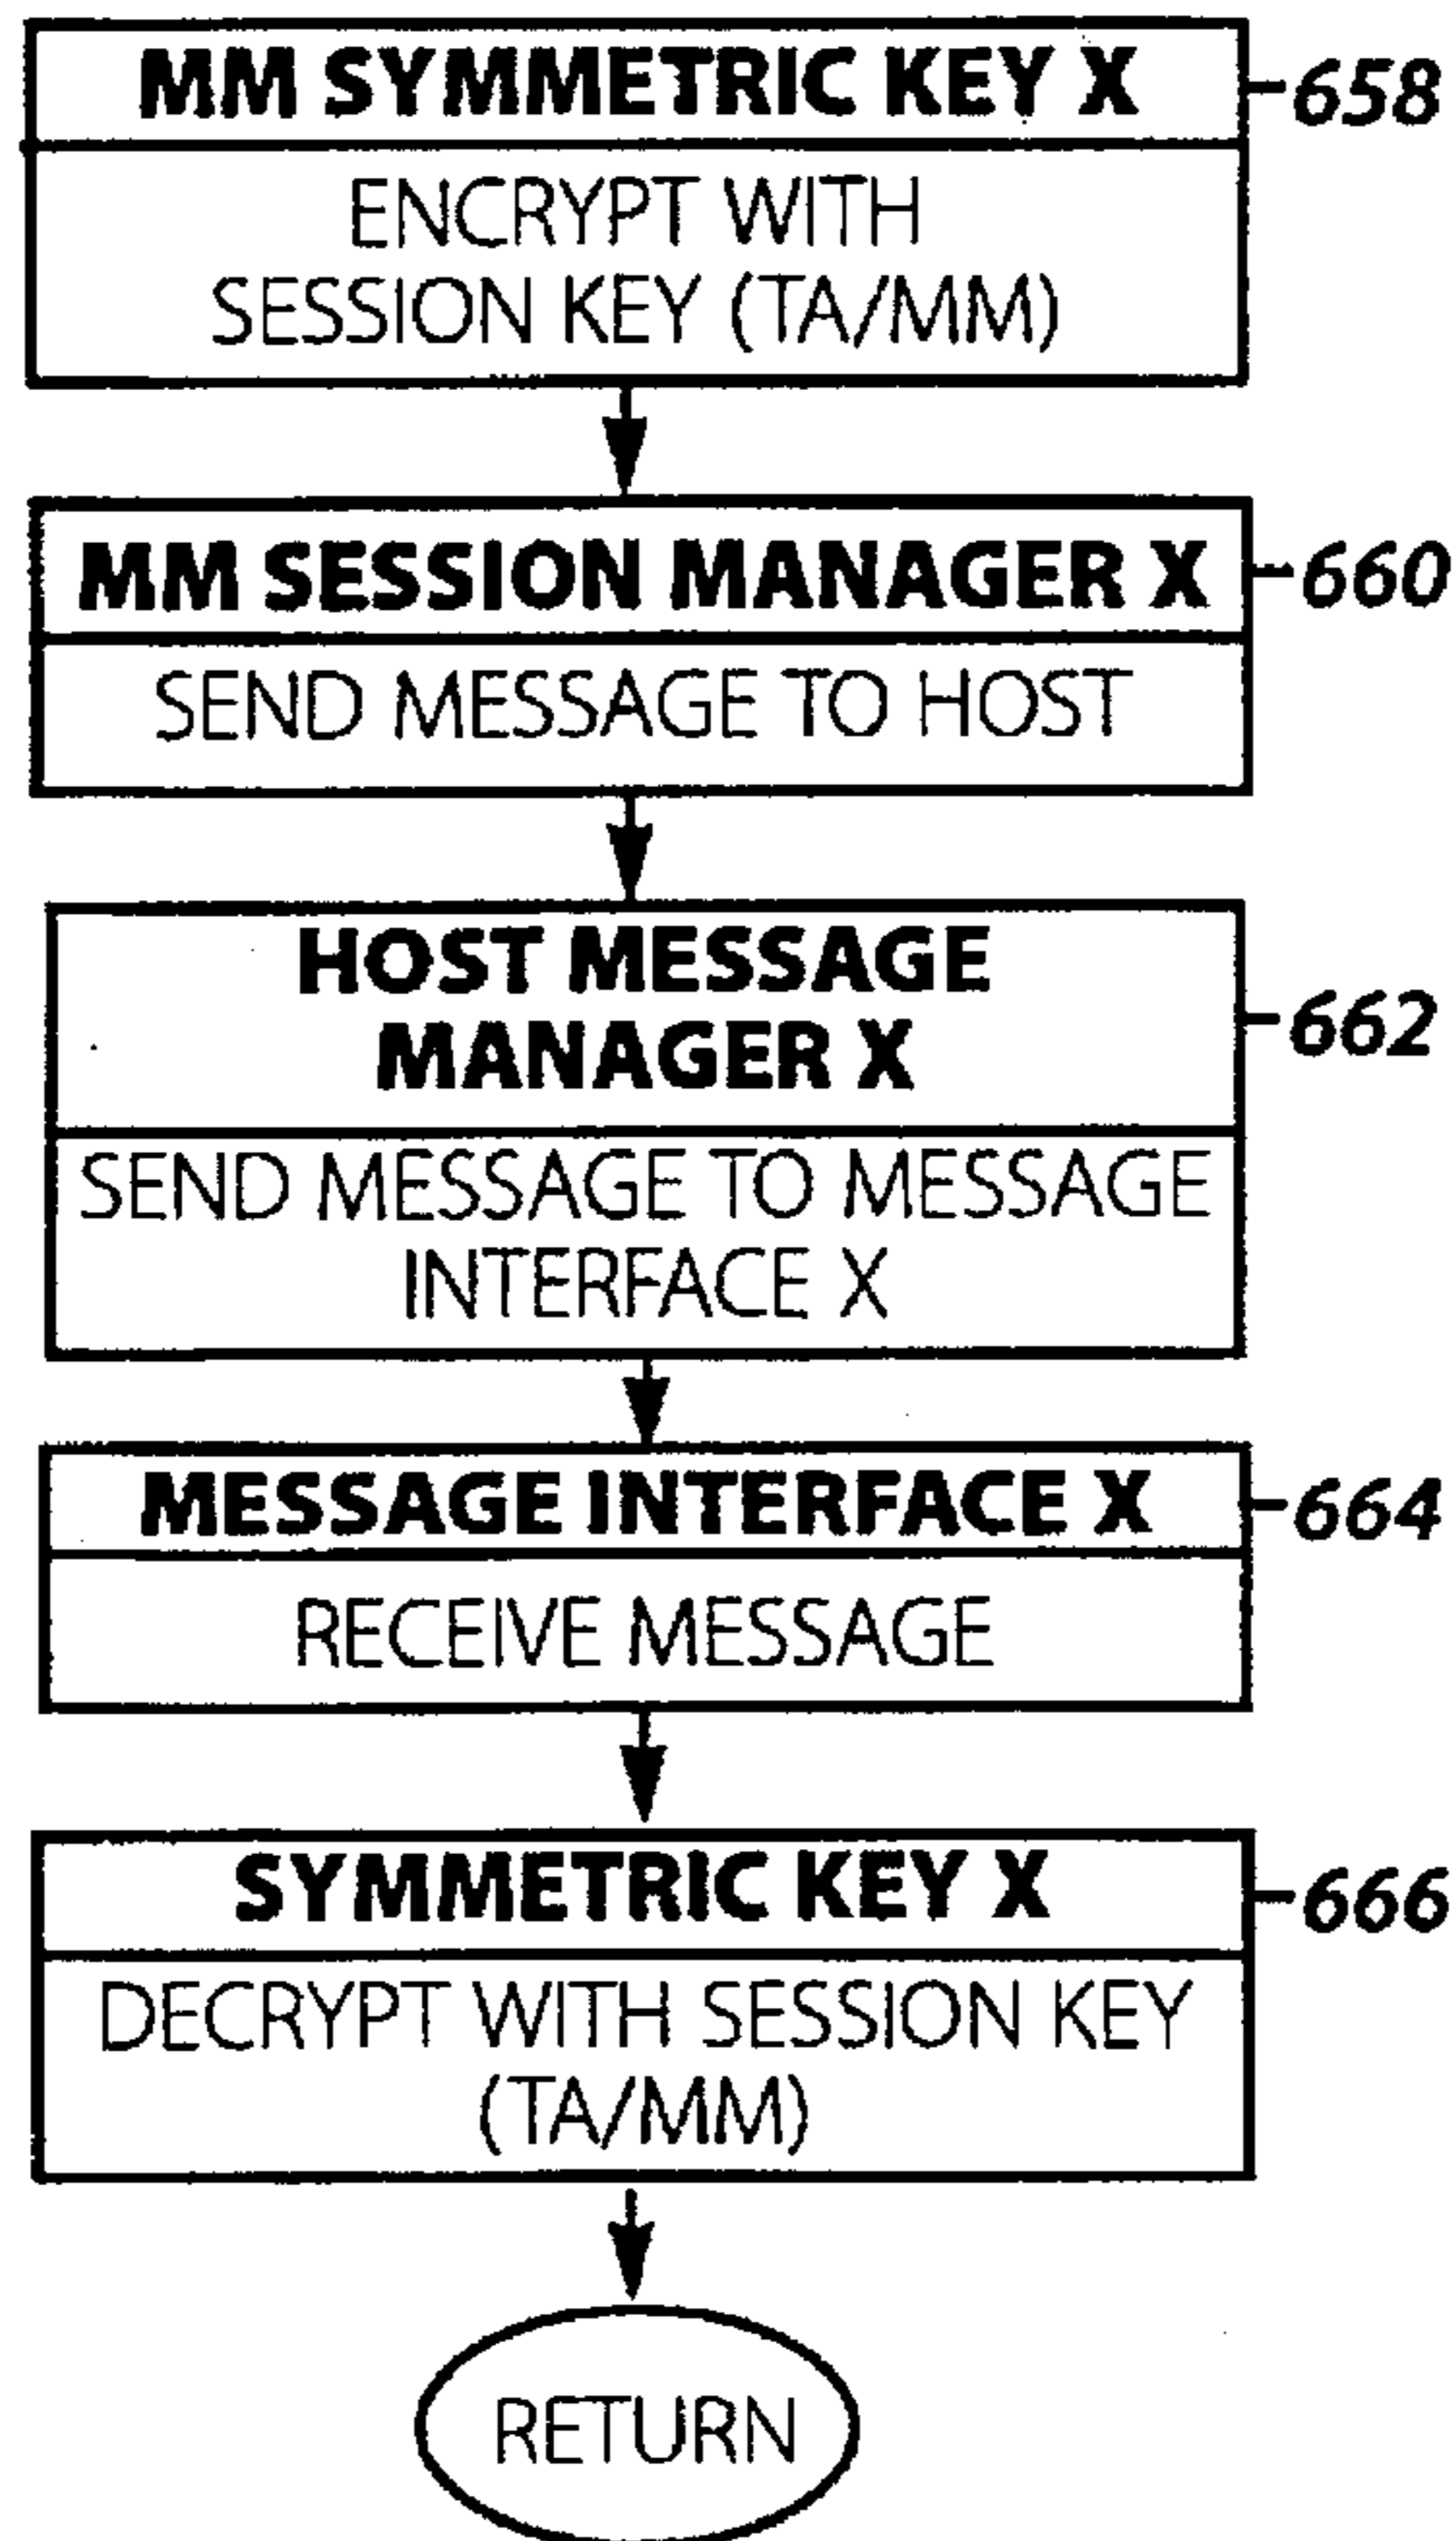 MM SYMMETRIC KEY X
658
ENCRYPT WITH
SESSION KEY (TA/MM)
MM SESSION MANAGER X
660
SEND MESSAGE TO HOST
HOST MESSAGE
MANAGER X
662
SEND MESSAGE TO MESSAGE
INTERFACE X
MESSAGE INTERFACE X
664
RECEIVE MESSAGE
SYMMETRIC KEY X
666
DECRYPT WITH SESSION KEY
(TA/MM)
RETURN